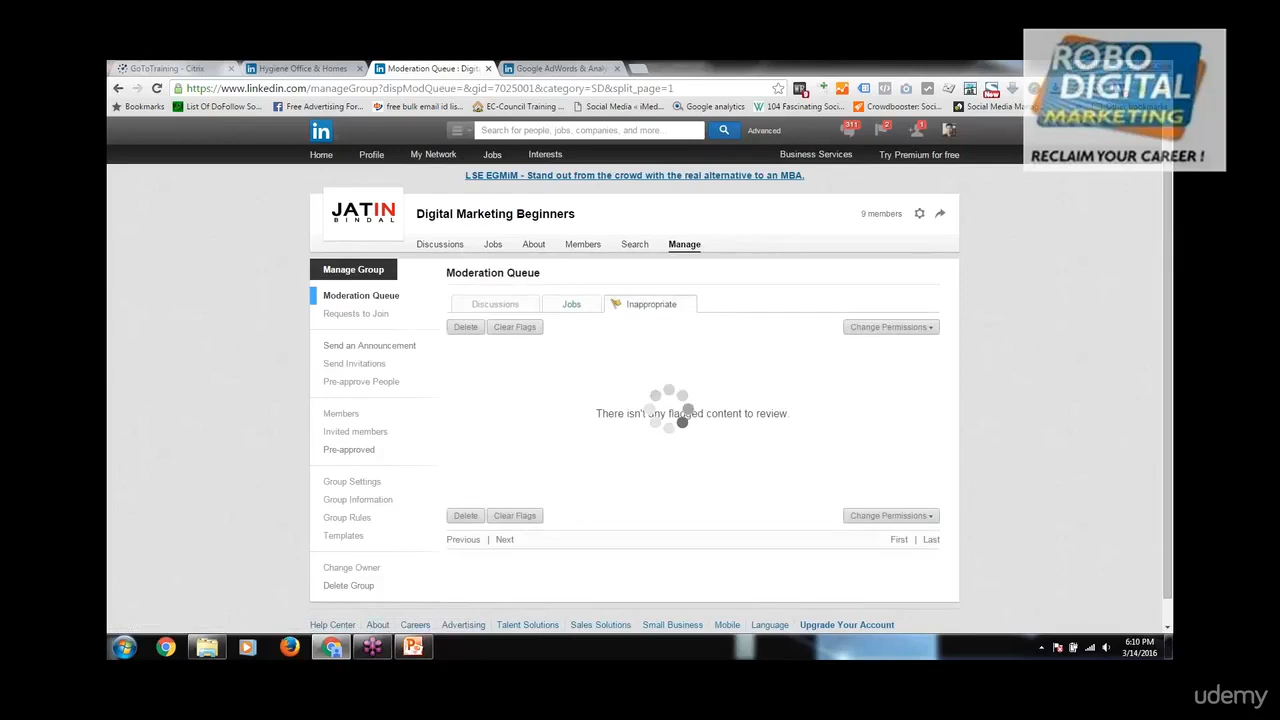 ROBO
DIGITAL
MARKETING
RECLAIM YOUR CAREER !
GoToTraining - Citrix
Hygiene Office & Homes
Moderation Queue : Digi
Google AdWords & Anal
https://www.linkedin.com/manageGroup?dispModQueue=&gid=7025001&category=SD&split_page=1
Bookmarks
List Of DoFollow So
Free Advertising For
free bulk email id lis
EC-Council Training ...
Social Media « iMed
Google analytics
104 Fascinating Soci
Crowdbooster: Social
Social Media Mana
New
in
Search for people, jobs, companies, and more...
Advanced
311
2
1
Home
Profile
My Network
Jobs
Interests
Business Services
Try Premium for free
LSE EGMiM - Stand out from the crowd with the real alternative to an MBA.
JATIN
BINDAL
Digital Marketing Beginners
9 members
Discussions
Jobs
About
Members
Search
Manage
Manage Group
Moderation Queue
Requests to Join
Send an Announcement
Send Invitations
Pre-approve People
Members
Invited members
Pre-approved
Group Settings
Group Information
Group Rules
Templates
Change Owner
Delete Group
Moderation Queue
Discussions
Jobs
Inappropriate
Delete
Clear Flags
Change Permissions
There isn't any flagged content to review.
Delete
Clear Flags
Change Permissions
Previous | Next
First | Last
Help Center
About
Careers
Advertising
Talent Solutions
Sales Solutions
Small Business
Mobile
Language
Upgrade Your Account
6:10 PM
3/14/2016
udemy